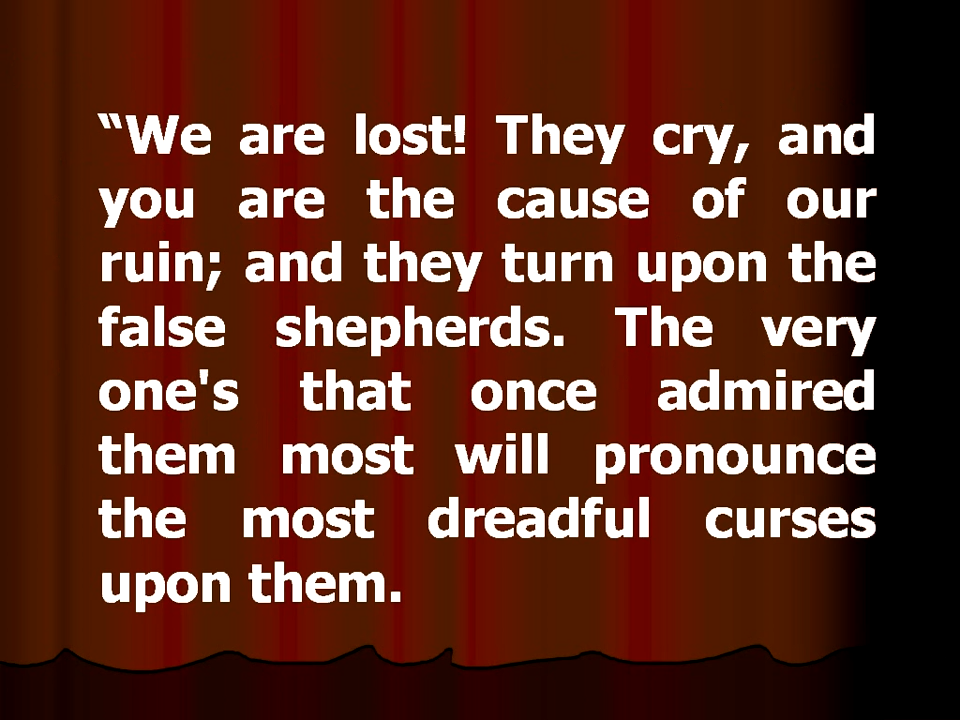 “We are lost! They cry, and
you are the cause of our
ruin; and they turn upon the
false shepherds. The very
one's that once admired
them most will pronounce
the most dreadful curses
upon them.